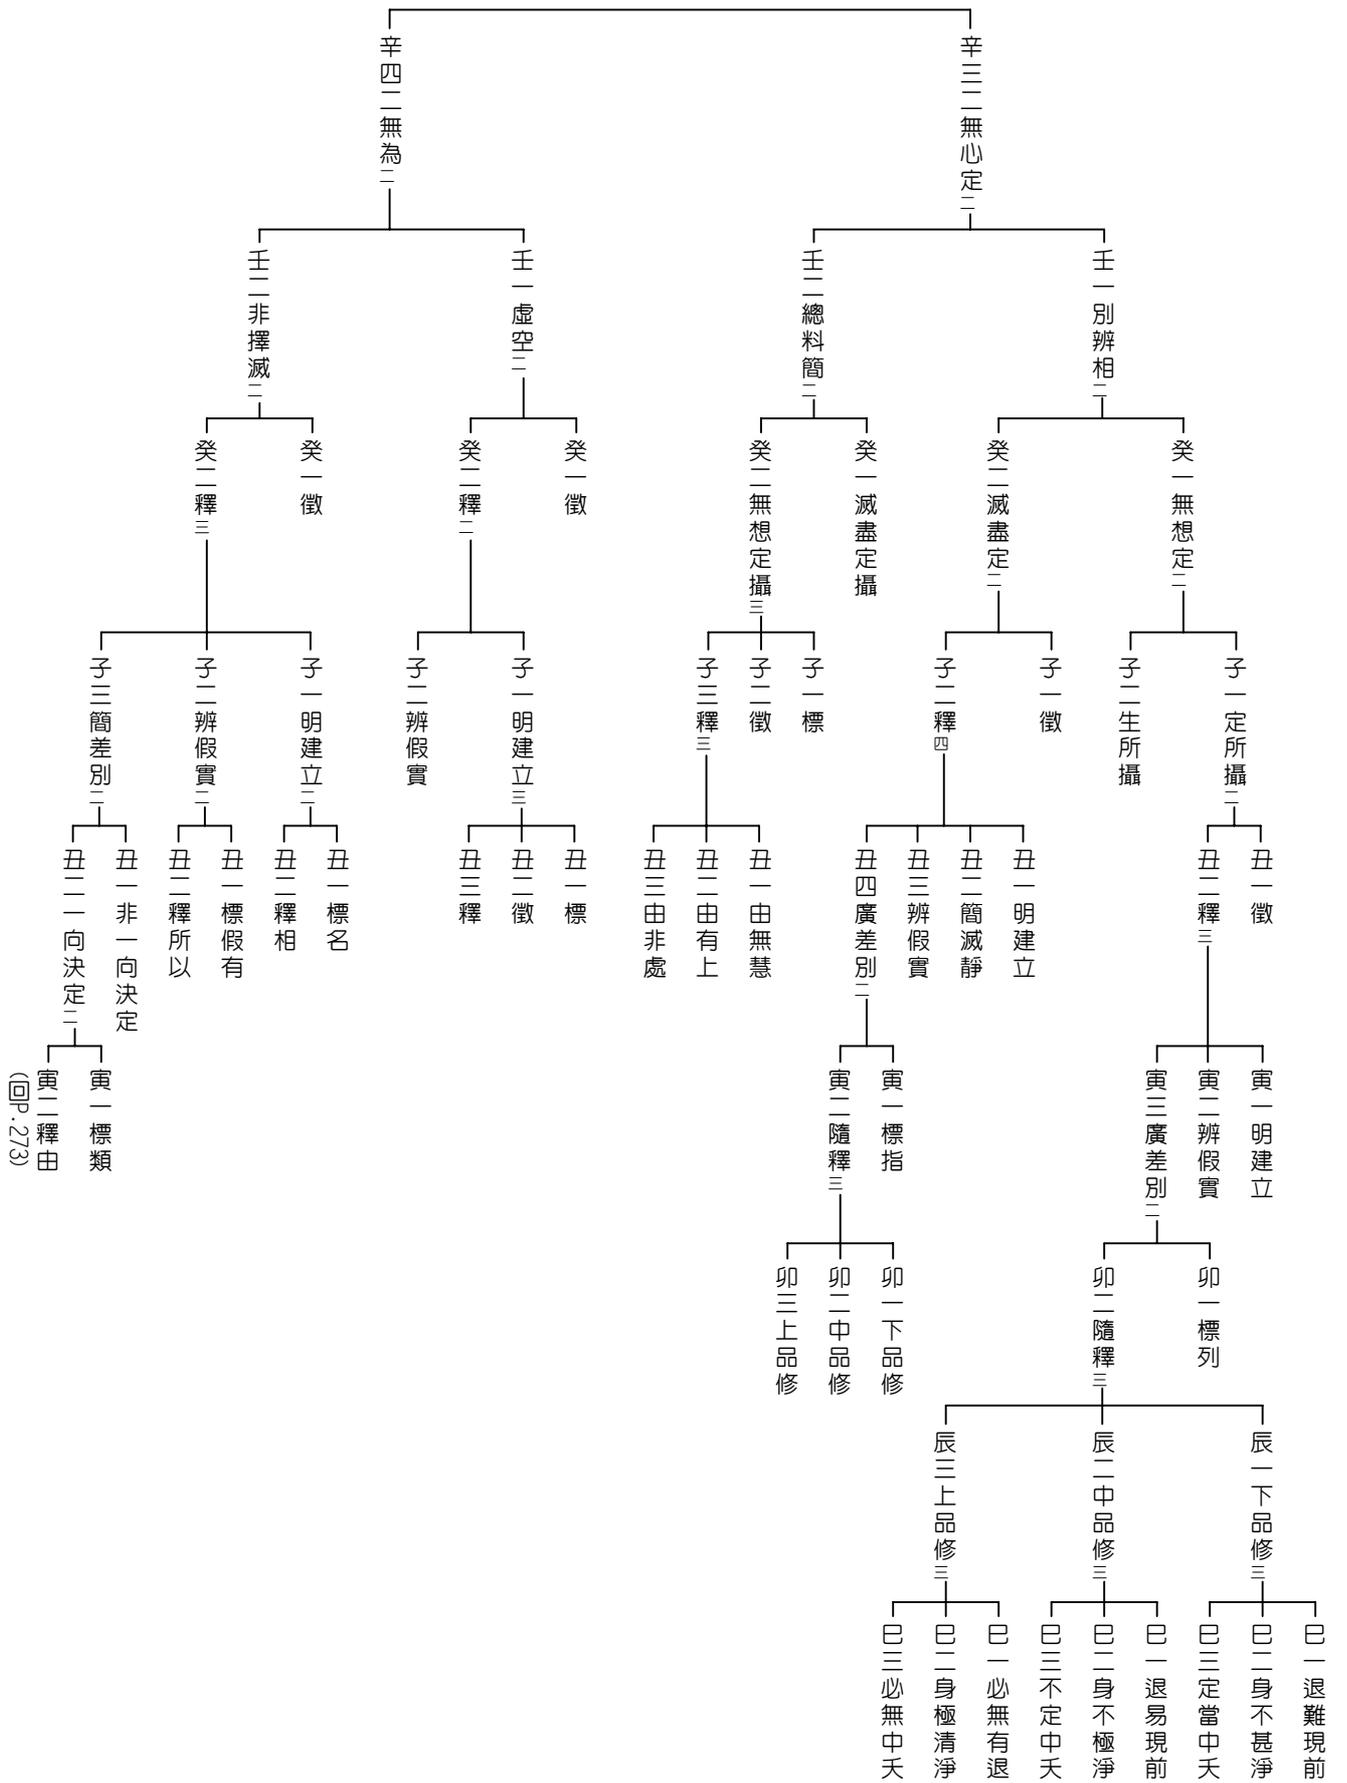 辛三二無心定二
辛四二無為二
壬一別辨相二
壬二總料簡二
壬一虛空二
壬二非擇滅二
癸一無想定二
癸二滅盡定二
癸一滅盡定攝
癸二無想定攝三
癸一徵
癸二釋二
癸一徵
癸二釋三
子一定所攝二
子二生所攝
子一徵
子二釋四
子一標
子二徵
子三釋三
子一明建立三
子二辨假實
子一明建立二
子二辨假實二
子三簡差別二
丑一徵
丑二釋三
丑一明建立
丑二簡滅靜
丑三辨假實
丑四廣差別二
丑一由無慧
丑二由有上
丑三由非處
丑一標
丑二徵
丑三釋
丑一標名
丑二釋相
丑一標假有
丑二釋所以
丑一非一向決定
丑二一向決定二
寅一明建立
寅二辨假實
寅三廣差別二
寅一標指
寅二隨釋三
寅一標類
寅二釋由
(回P.273)
卯一標列
卯二隨釋三
卯一下品修
卯二中品修
卯三上品修
辰一下品修三
辰二中品修三
辰三上品修三
巳一退難現前
巳二身不甚淨
巳三定當中夭
巳一退易現前
巳二身不極淨
巳三不定中夭
巳一必無有退
巳二身極清淨
巳三必無中夭